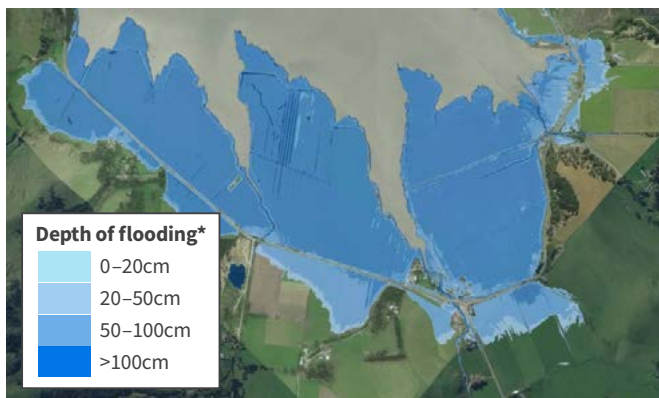 Depth of flooding*
0–20cm
20–50cm
50–100cm
>100cm